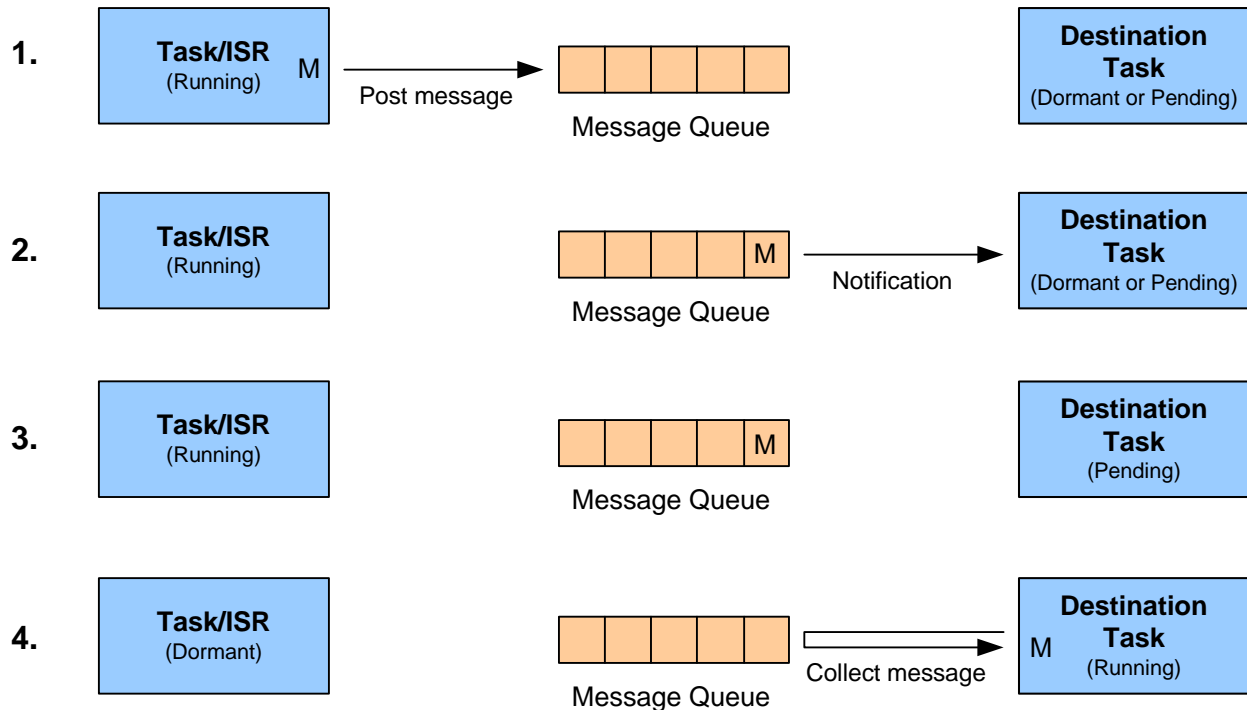 1.
Task/ISR
(Running)
M
Post message
Message Queue
Destination
Task
(Dormant or Pending)
2.
Task/ISR
(Running)
M
Message Queue
Notification
Destination
Task
(Dormant or Pending)
3.
Task/ISR
(Running)
M
Message Queue
Destination
Task
(Pending)
4.
Task/ISR
(Dormant)
Message Queue
Collect message
M
Destination
Task
(Running)